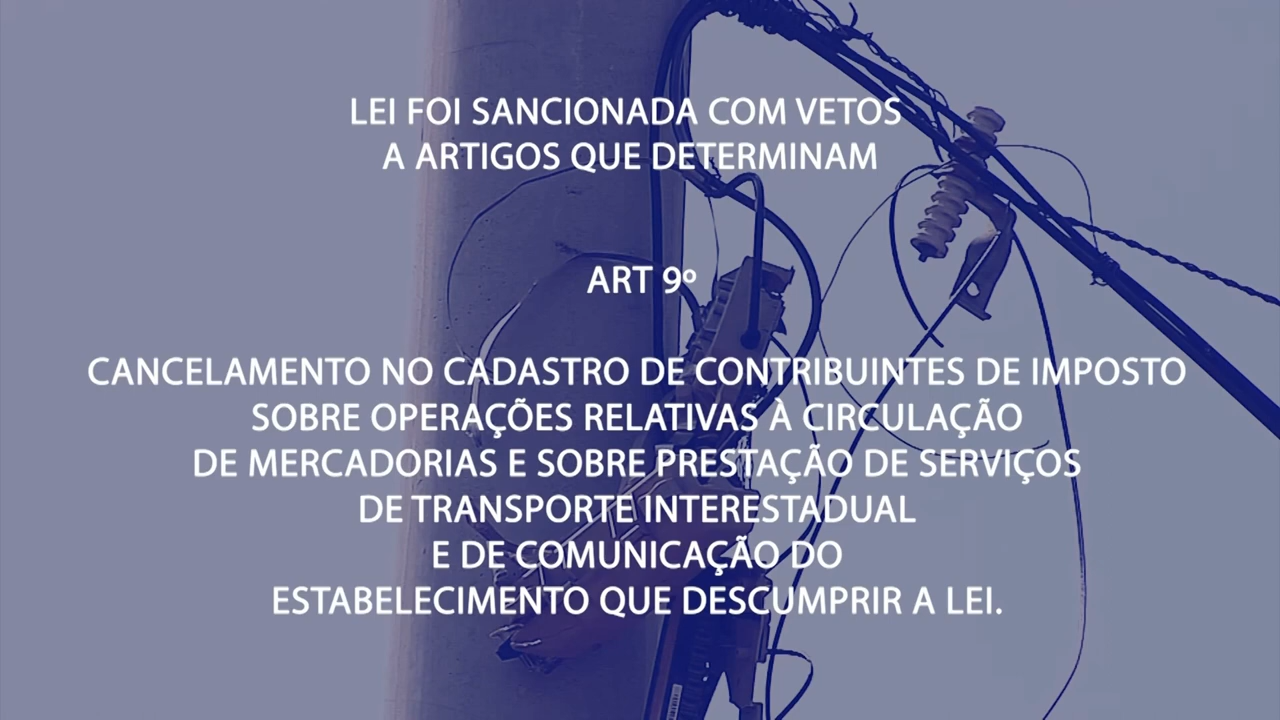 LEI FOI SANCIONADA COM VETOS
A ARTIGOS QUE DETERMINAM
ART 9º
CANCELAMENTO NO CADASTRO DE CONTRIBUINTES DE IMPOSTO
SOBRE OPERAÇÕES RELATIVAS À CIRCULAÇÃO
DE MERCADORIAS E SOBRE PRESTAÇÃO DE SERVIÇOS
DE TRANSPORTE INTERESTADUAL
E DE COMUNICAÇÃO DO
ESTABELECIMENTO QUE DESCUMPRIR A LEI.